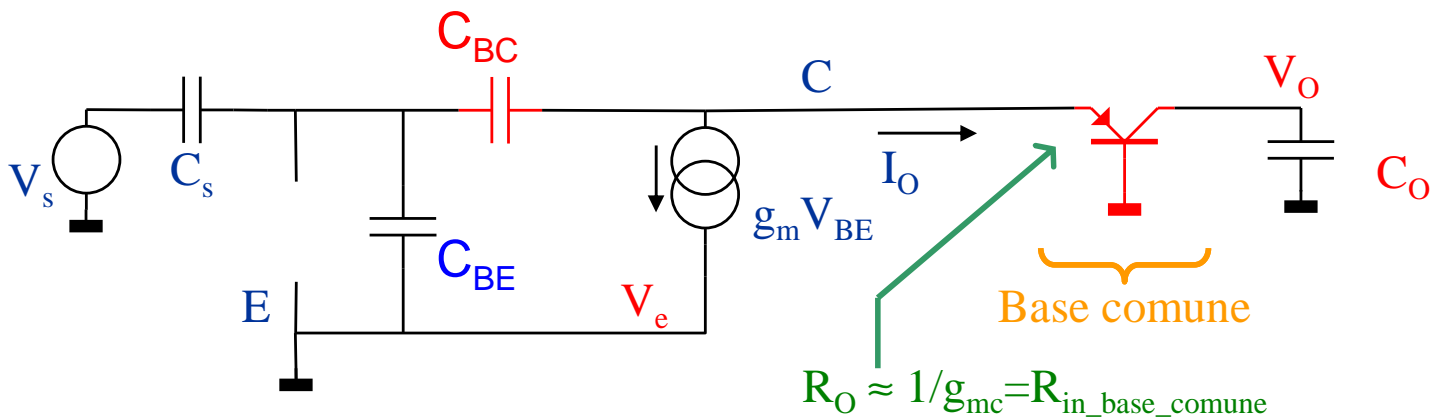 C_BC
C
V_O
V_s
C_s
I_O
C_O
g_mV_BE
C_BE
E
V_e
Base comune
R_O ≈ 1/g_mc=R_in_base_comune